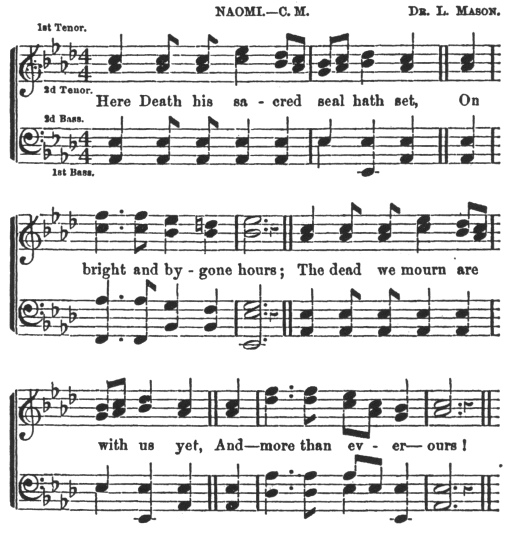 NAOMI.—C. M. DR. L. MASON.
1st Tenor.
4
4
2d Tenor.
Here Death his sa - cred seal hath set, On
2d Bass.
4
4
1st Bass.
bright and by - gone hours; The dead we mourn are
with us yet, And—more than ev - er—ours!